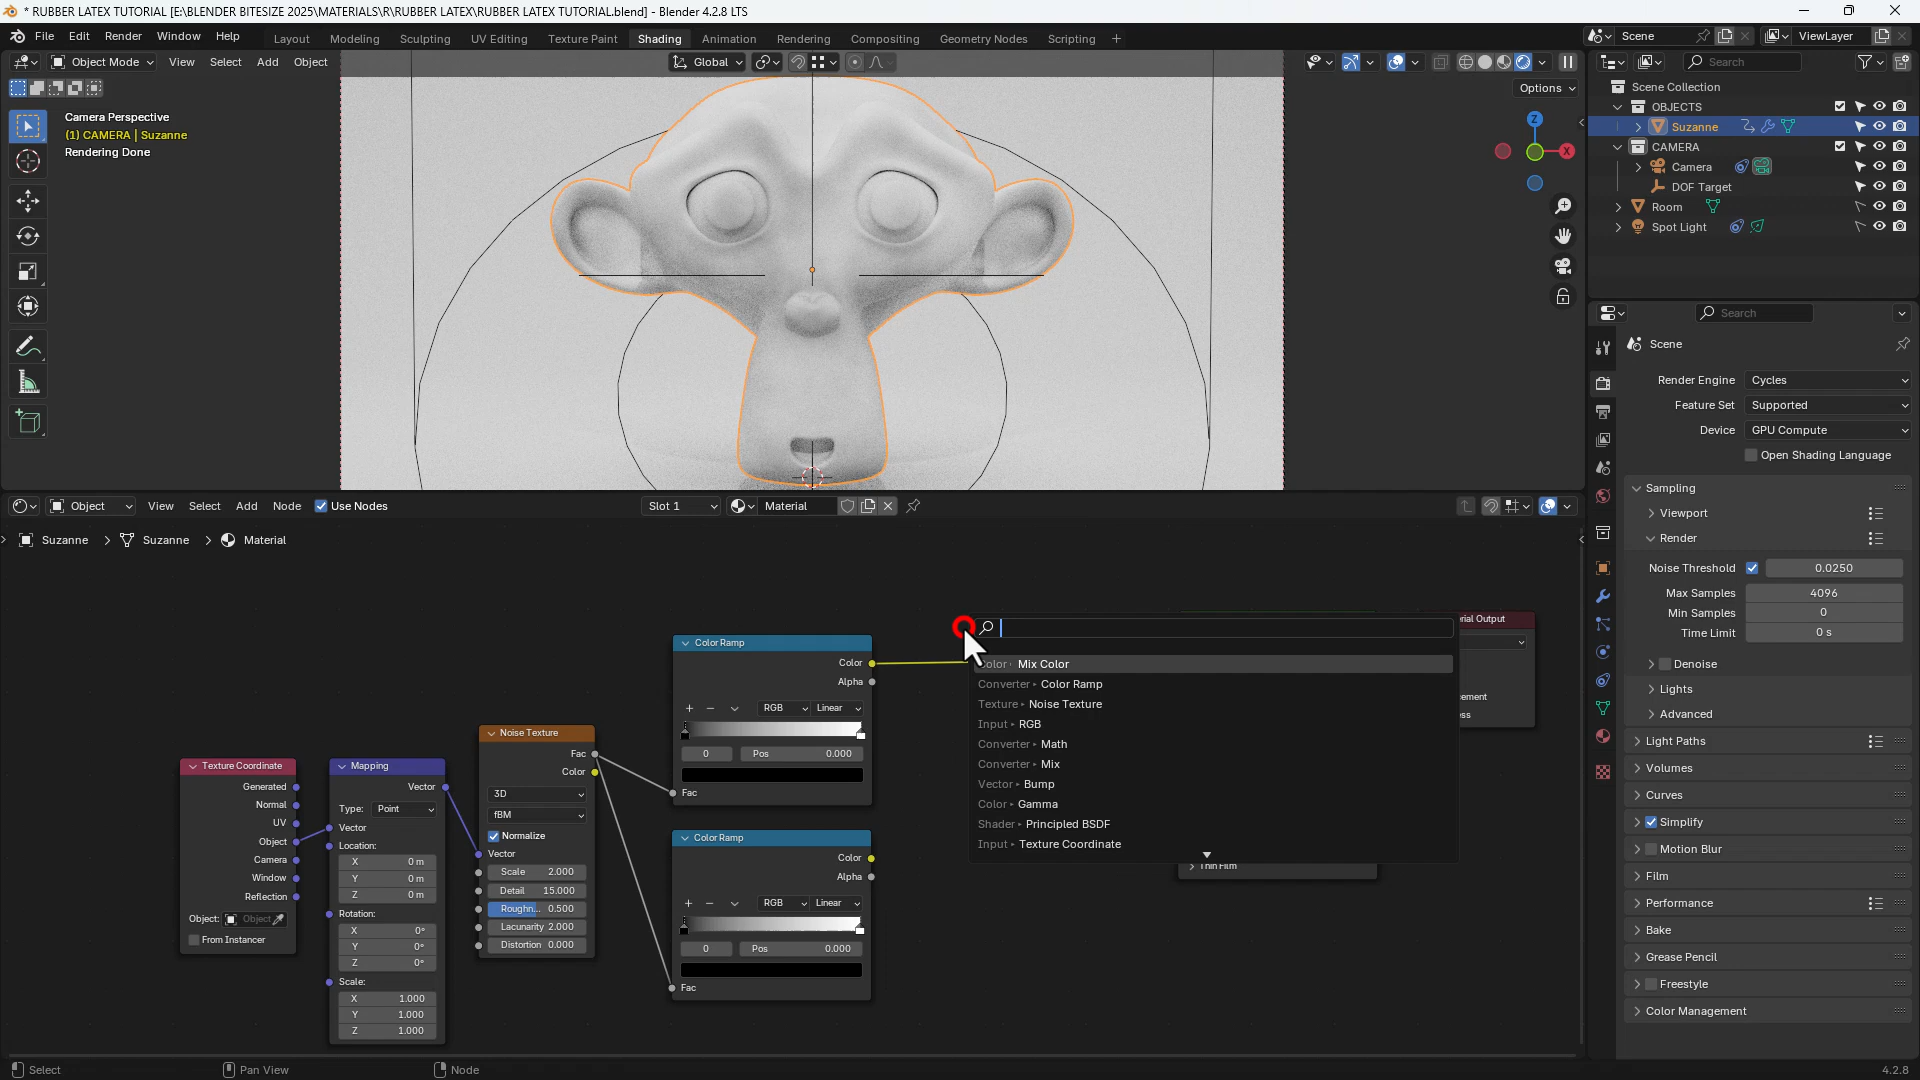 * RUBBER LATEX TUTORIAL [E:\BLENDER BITESIZE 2025\MATERIALS\R\RUBBER LATEX\RUBBER LATEX TUTORIAL.blend] - Blender 4.2.8 LTS
File Edit Render Window Help Layout Modeling Sculpting UV Editing Texture Paint Shading Animation Rendering Compositing Geometry Nodes Scripting + Scene ViewLayer
Object Mode View Select Add Object Global Search
Options
Camera Perspective
(1) CAMERA | Suzanne
Rendering Done
Z
X
Scene Collection
OBJECTS
Suzanne
CAMERA
Camera
DOF Target
Room
Spot Light
Search
Scene
Render Engine Cycles
Feature Set Supported
Device GPU Compute
Open Shading Language
Sampling
Viewport
Render
Noise Threshold 0.0250
Max Samples 4096
Min Samples 0
Time Limit 0 s
Denoise
Lights
Advanced
Light Paths
Volumes
Curves
Simplify
Motion Blur
Film
Performance
Bake
Grease Pencil
Freestyle
Color Management
Object View Select Add Node Use Nodes Slot 1 Material
Suzanne > Suzanne > Material
Texture Coordinate
Generated
Normal
UV
Object
Camera
Window
Reflection
Object: Object
From Instancer
Mapping
Vector
Type: Point
Vector
Location:
X 0 m
Y 0 m
Z 0 m
Rotation:
X 0°
Y 0°
Z 0°
Scale:
X 1.000
Y 1.000
Z 1.000
Noise Texture
Fac
Color
3D
fBM
Normalize
Vector
Scale 2.000
Detail 15.000
Roughn... 0.500
Lacunarity 2.000
Distortion 0.000
Color Ramp
Color
Alpha
+ − RGB Linear
0 Pos 0.000
Fac
Color Ramp
Color
Alpha
+ − RGB Linear
0 Pos 0.000
Fac
Mix Color
Converter Color Ramp
Texture Noise Texture
Input RGB
Converter Math
Converter Mix
Vector Bump
Color Gamma
Shader Principled BSDF
Input Texture Coordinate
Thin Film
rial Output
cement
ess
Select Pan View Node 4.2.8